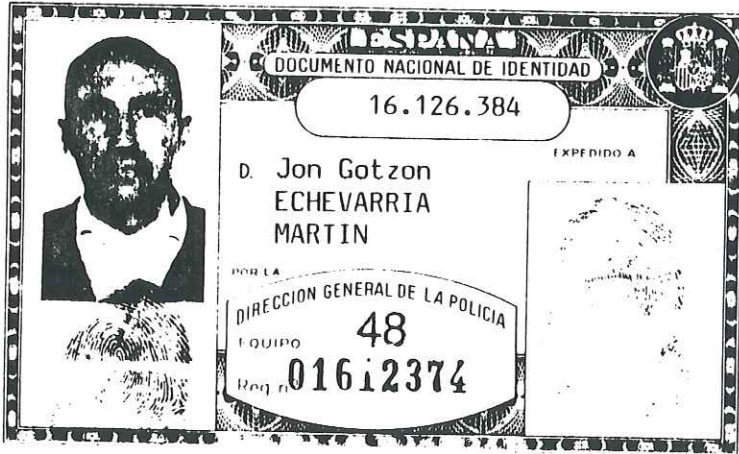 ESPAÑA
DOCUMENTO NACIONAL DE IDENTIDAD
16.126.384
EXPEDIDO A
D. Jon Gotzon
ECHEVARRIA
MARTIN
POR LA
DIRECCION GENERAL DE LA POLICIA
EQUIPO 48
Reg. n 016i2374